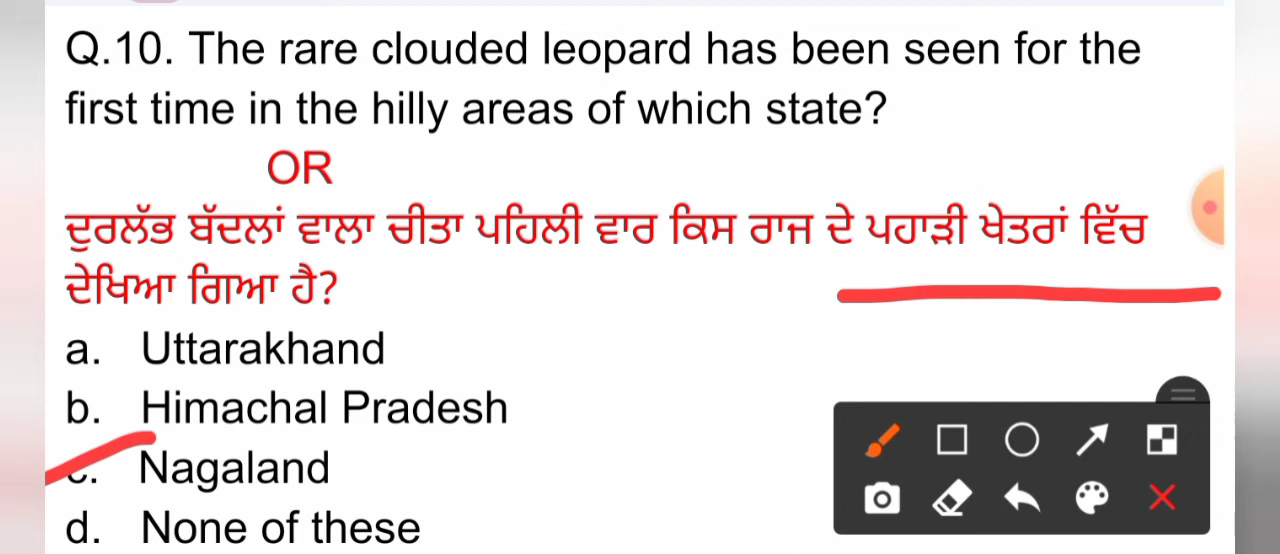 Q.10. The rare clouded leopard has been seen for the
first time in the hilly areas of which state?
OR
ਦੁਰਲੱਭ ਬੱਦਲਾਂ ਵਾਲਾ ਚੀਤਾ ਪਹਿਲੀ ਵਾਰ ਕਿਸ ਰਾਜ ਦੇ ਪਹਾੜੀ ਖੇਤਰਾਂ ਵਿੱਚ
ਦੇਖਿਆ ਗਿਆ ਹੈ?
a. Uttarakhand
b. Himachal Pradesh
c. Nagaland
d. None of these